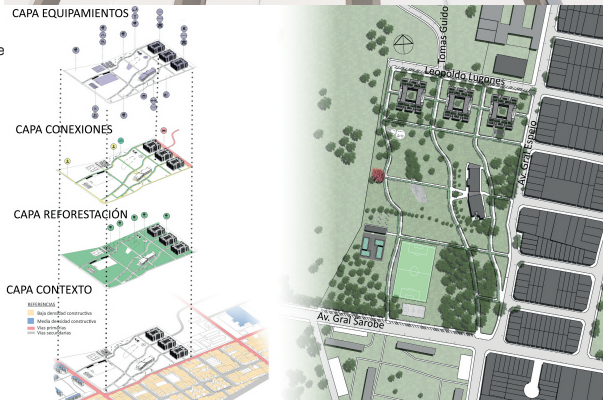 CAPA EQUIPAMIENTOS
e
CAPA CONEXIONES
CAPA REFORESTACIÓN
CAPA CONTEXTO
REFERENCIAS
Baja densidad constructiva
Media densidad constructiva
Vías primarias
Vías secundarias
Tomas Guido
Leopoldo Lugones
Av. Gral Espejo
Av. Gral Sarobe